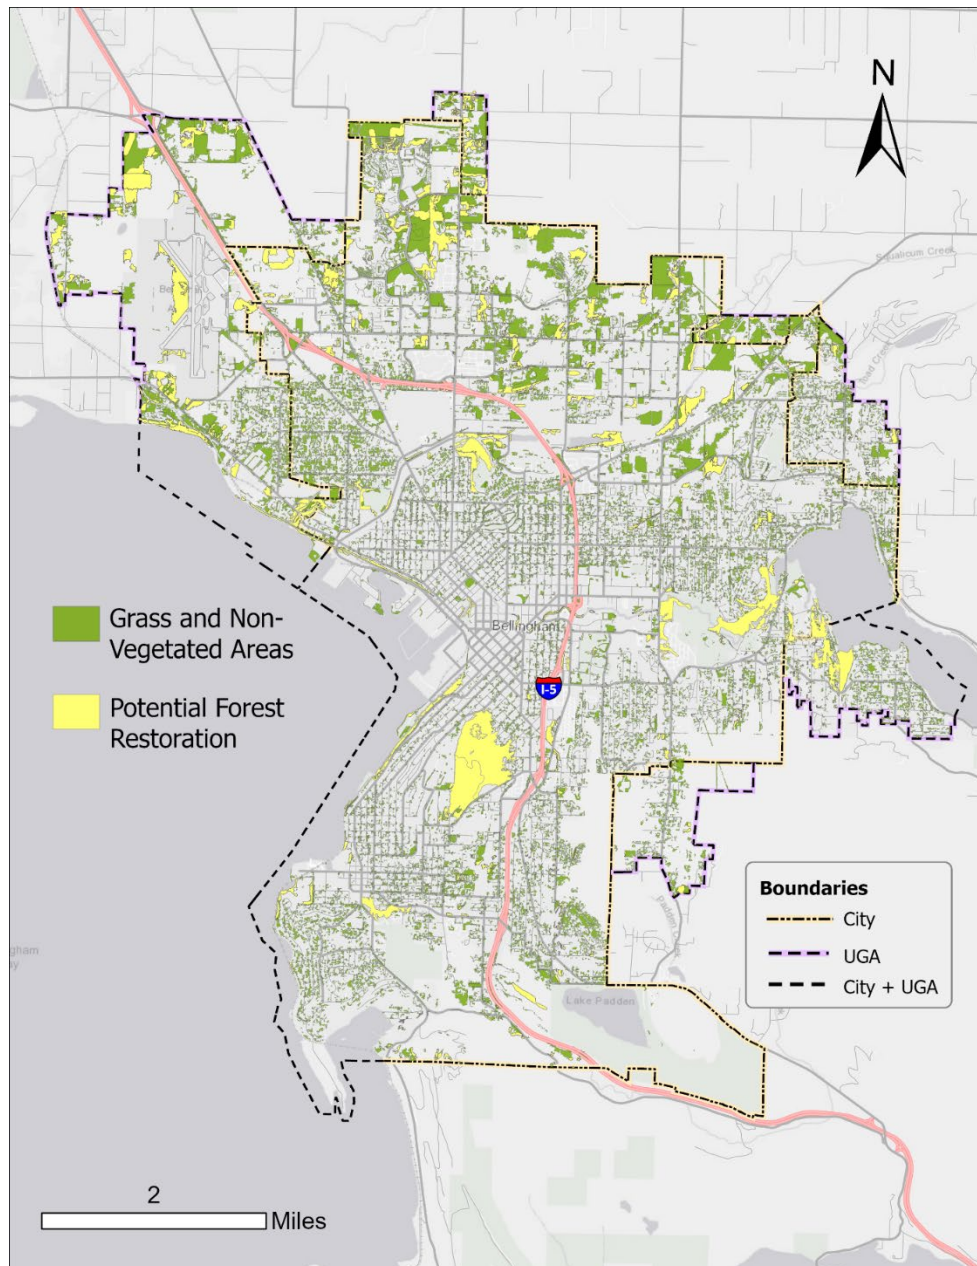 N
Squalicum Creek
Grass and Non-
Vegetated Areas
Bellingham
I-5
Potential Forest
Restoration
Boundaries
City
UGA
City + UGA
Lake Padden
2
Miles